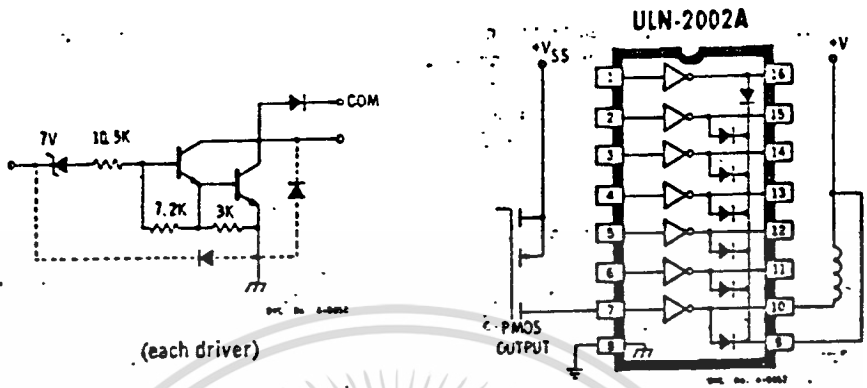 ULN-2002A
+VSS
+V
COM
7V
10.5K
7.2K
3K
(each driver)
1
2
3
4
5
6
7
8
16
15
14
13
12
11
10
9
PMOS
OUTPUT